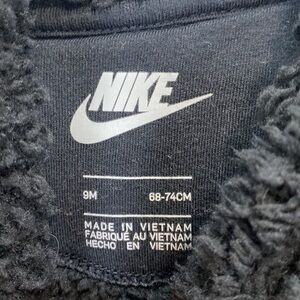 NIKE
9M 68-74CM
MADE IN VIETNAM
FABRIQUÉ AU VIETNAM
HECHO EN VIETNAM